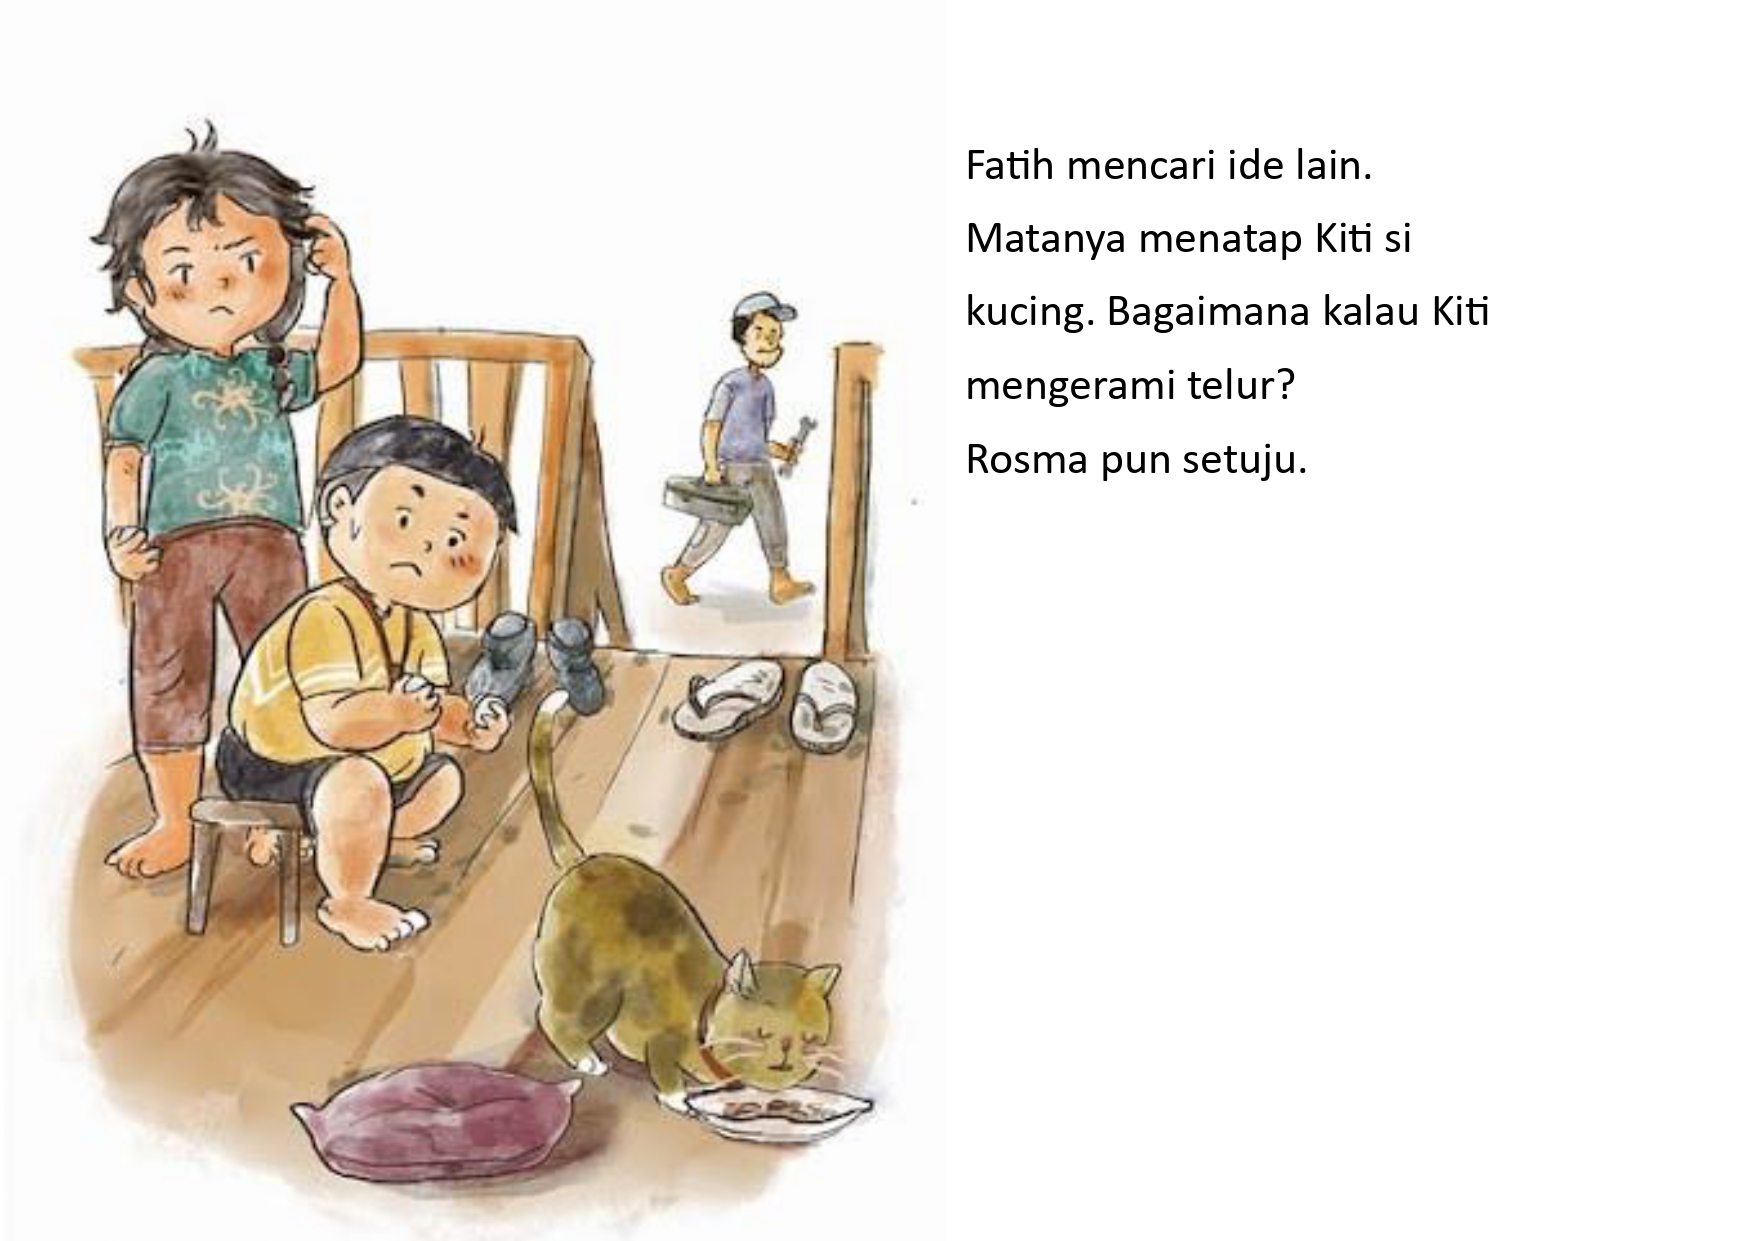 Fatih mencari ide lain.
Matanya menatap Kiti si
kucing. Bagaimana kalau Kiti
mengerami telur?
Rosma pun setuju.